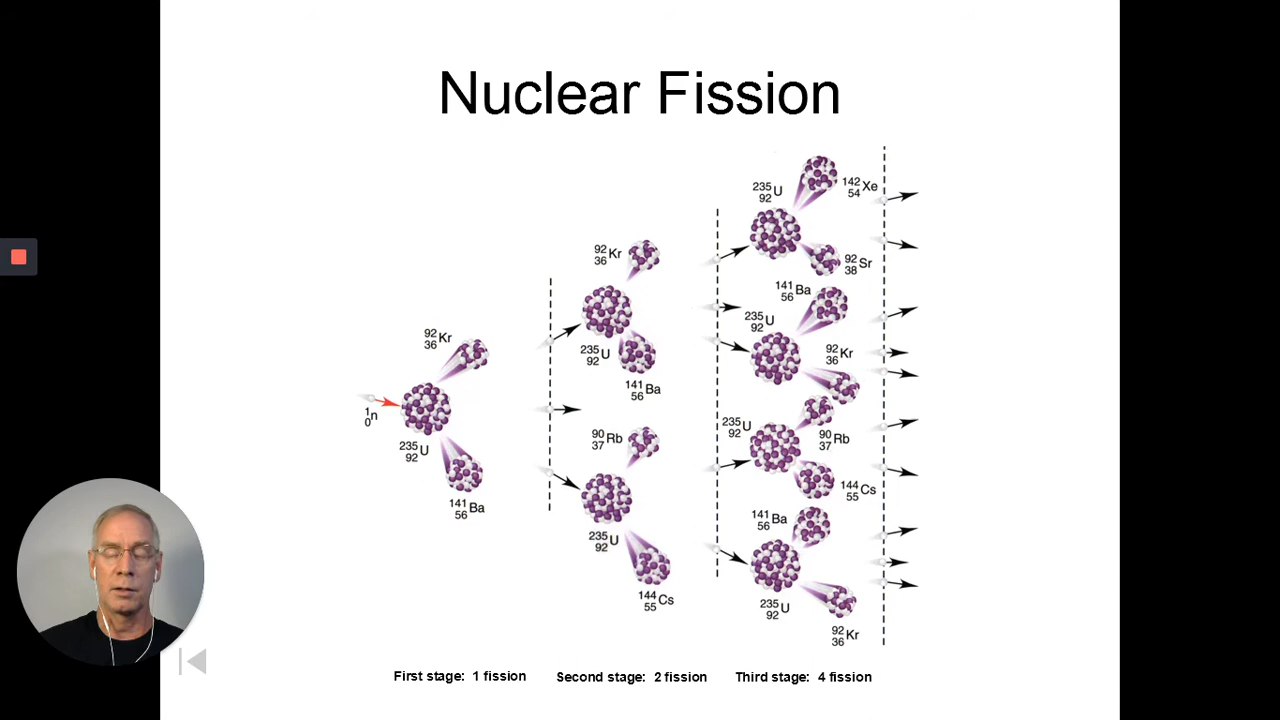 Nuclear Fission
235
92 U
142
54 Xe
92
38 Sr
92
36 Kr
141
56 Ba
235
92 U
92
36 Kr
235
92 U
141
56 Ba
92
36 Kr
1
0 n
235
92 U
141
56 Ba
90
37 Rb
235
92 U
144
55 Cs
235
92 U
90
37 Rb
144
55 Cs
141
56 Ba
235
92 U
92
36 Kr
First stage: 1 fission
Second stage: 2 fission
Third stage: 4 fission